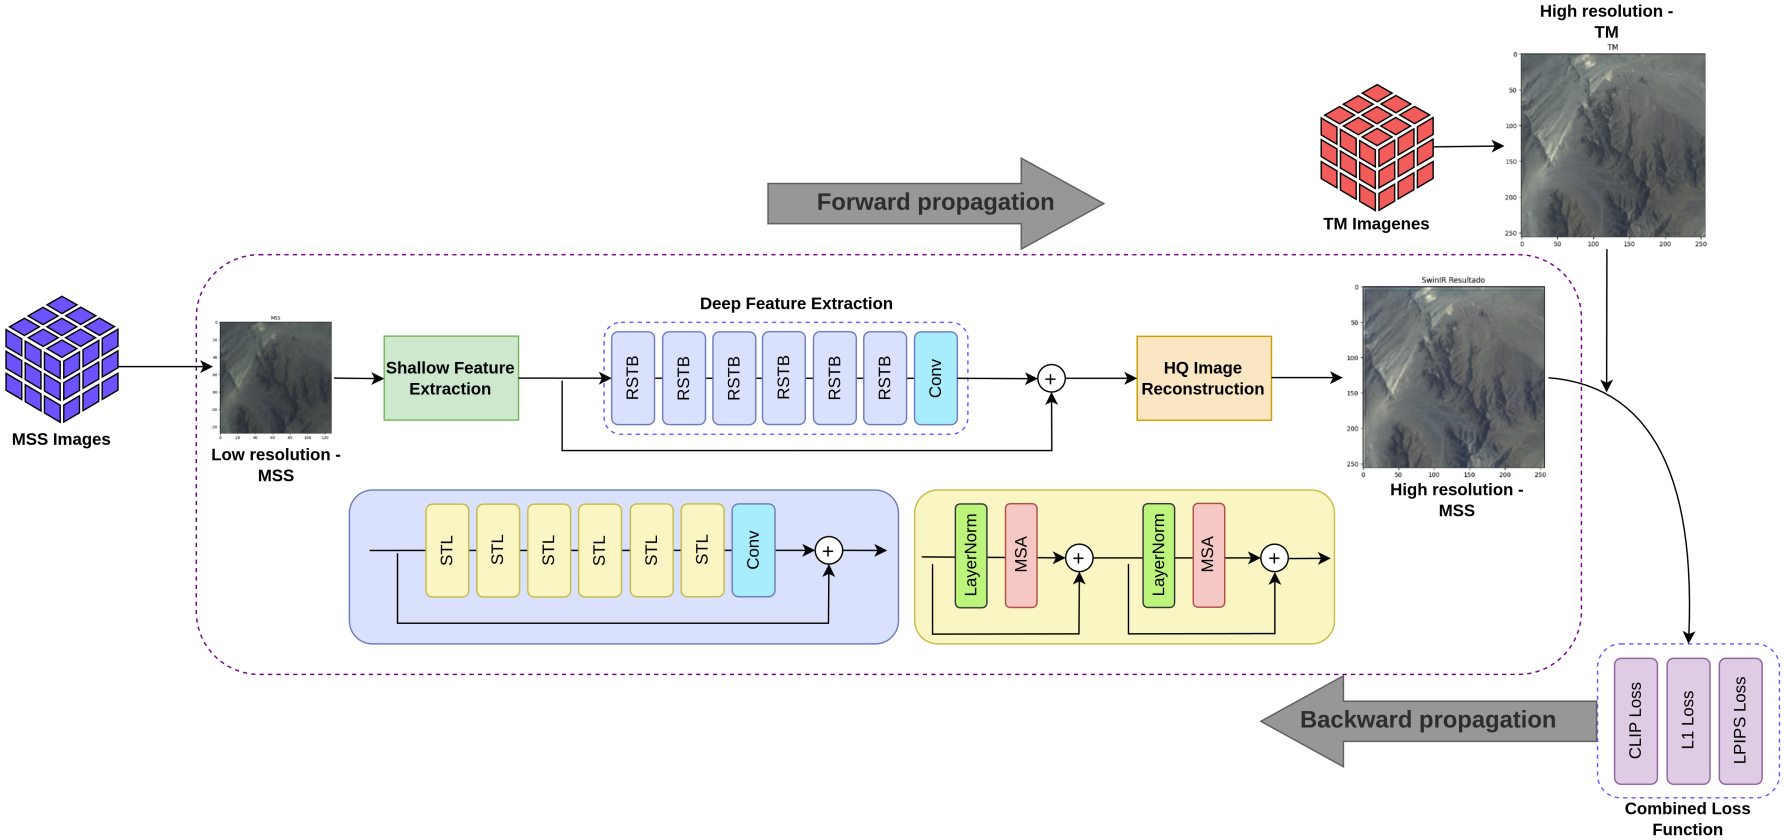 High resolution -
TM
TM
0
50
100
150
200
250
0 50 100 150 200 250
TM Imagenes
Forward propagation
MSS Images
MSS
Low resolution -
MSS
Shallow Feature
Extraction
Deep Feature Extraction
RSTB
RSTB
RSTB
RSTB
RSTB
RSTB
Conv
+
HQ Image
Reconstruction
SwinIR Resultado
0
50
100
150
200
250
0 50 100 150 200 250
High resolution -
MSS
STL
STL
STL
STL
STL
STL
Conv
+
LayerNorm
MSA
+
LayerNorm
MSA
+
Backward propagation
CLIP Loss
L1 Loss
LPIPS Loss
Combined Loss
Function